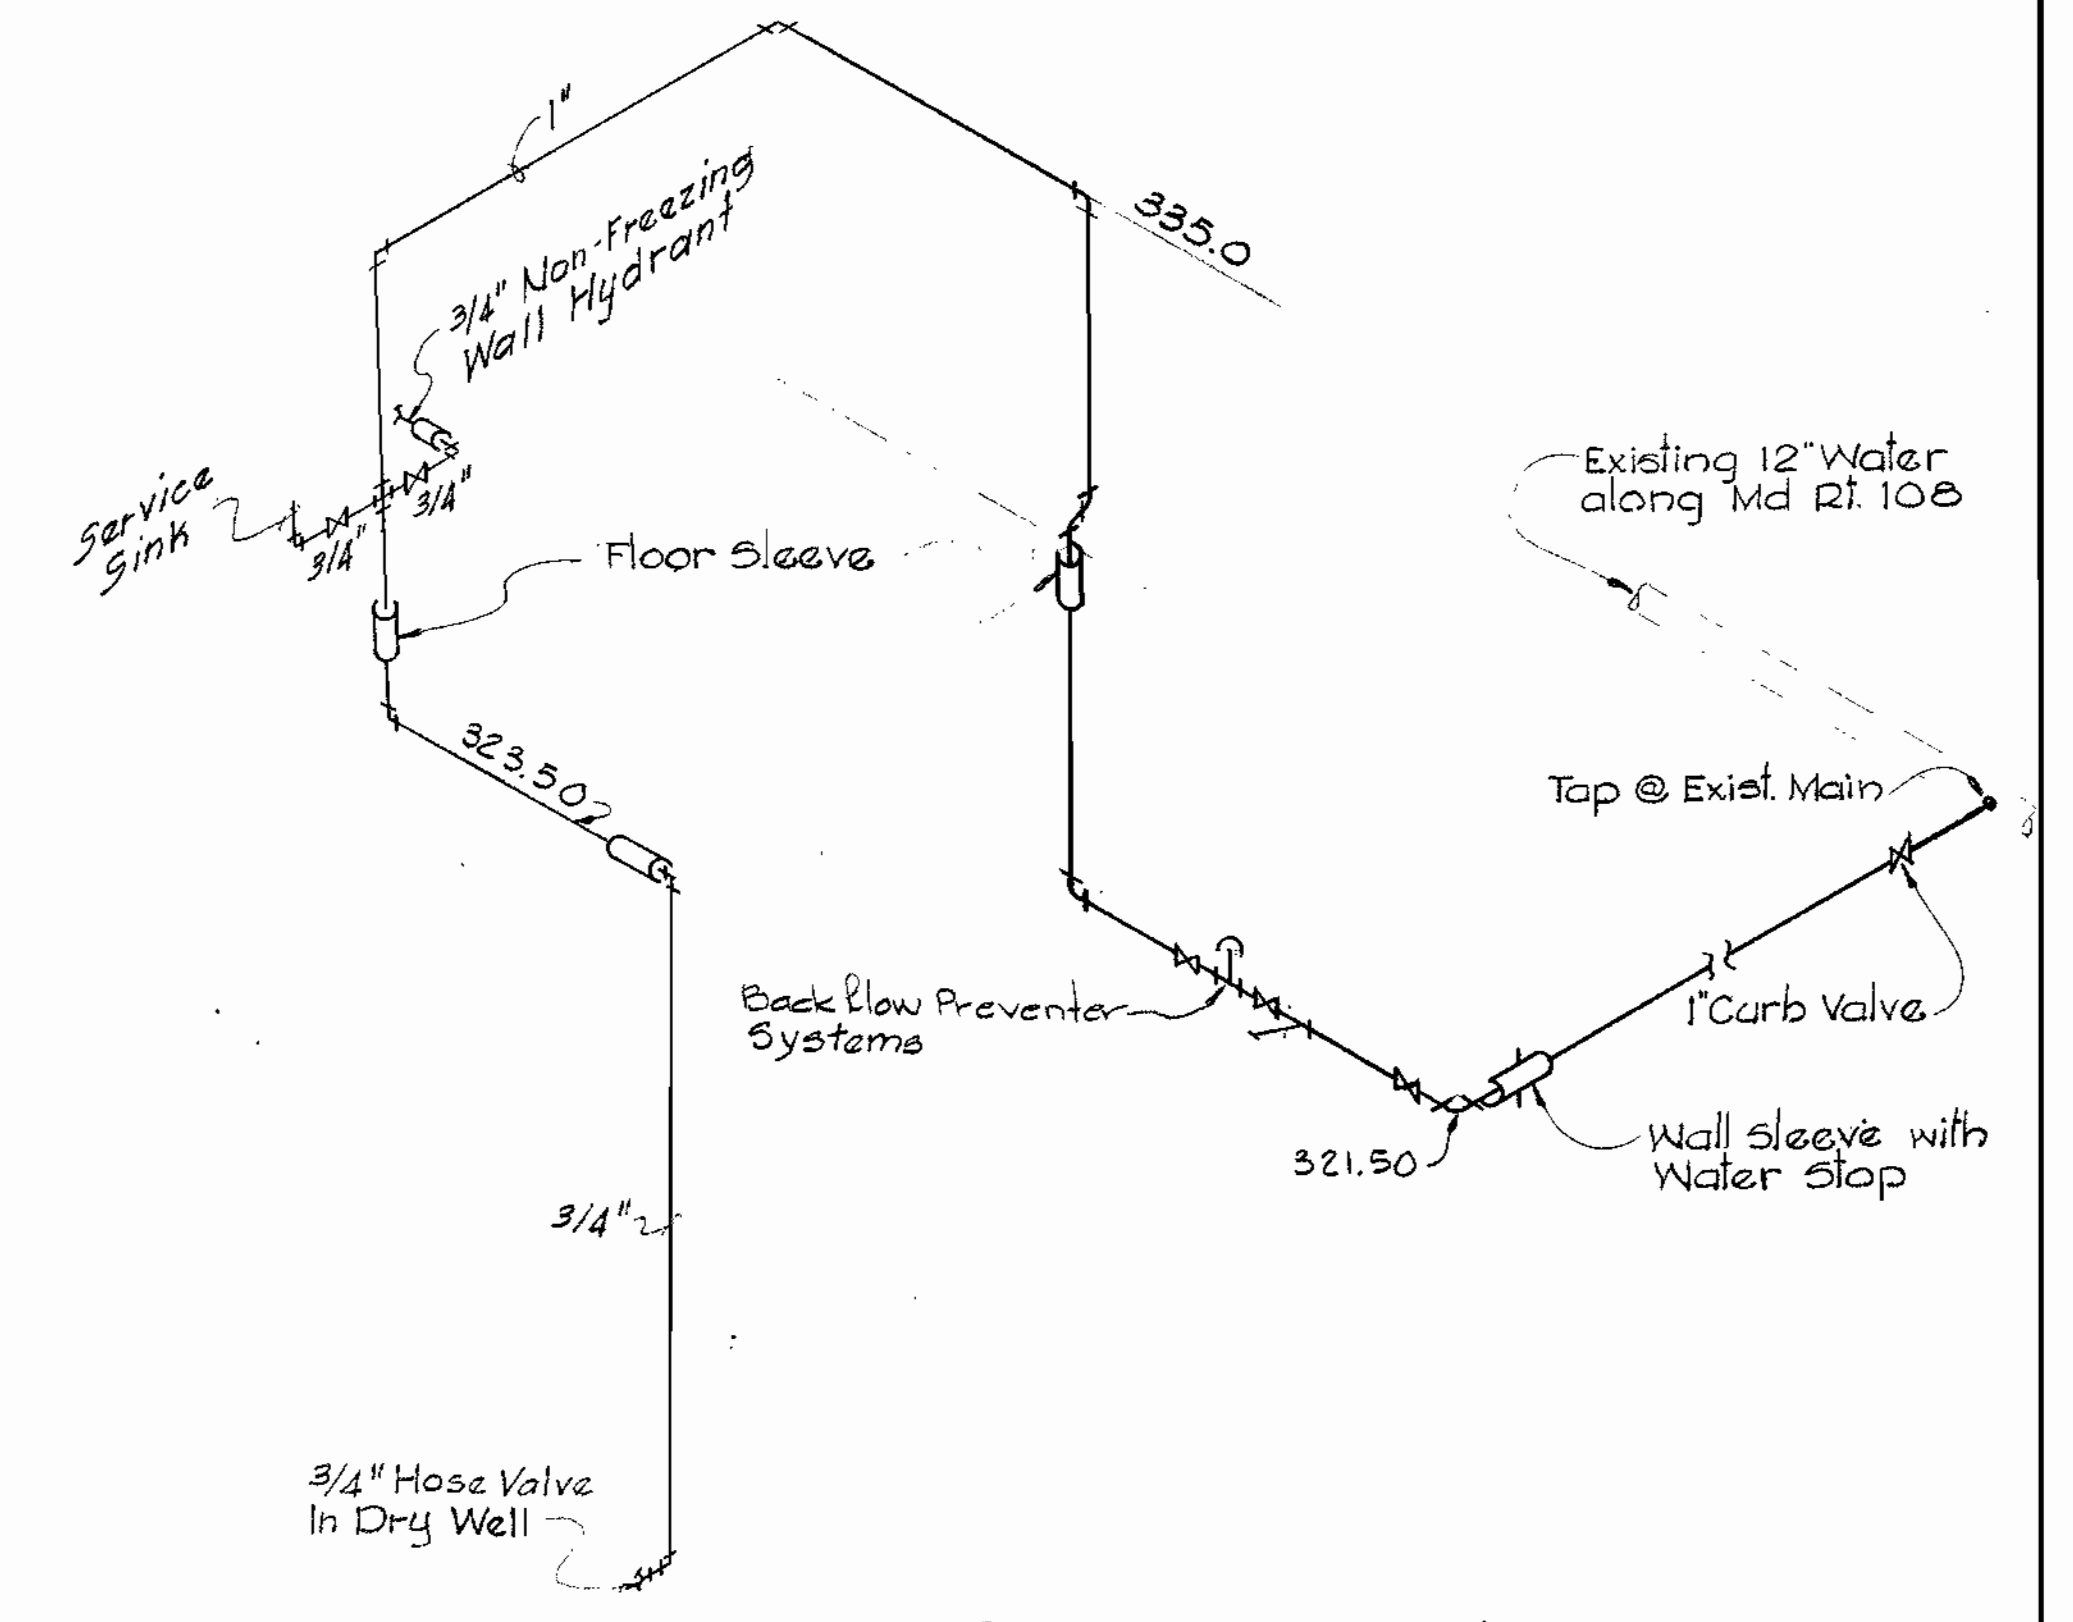 1"
3/4" Non-Freezing
Wall Hydrant
335.0
Existing 12" Water
along Md Rt. 108
Service
Sink
3/4"
3/4"
Floor Sleeve
323.50
Tap @ Exist. Main
Backflow Preventer
Systems
1" Curb Valve
321.50
Wall Sleeve with
Water Stop
3/4"
3/4" Hose Valve
In Dry Well